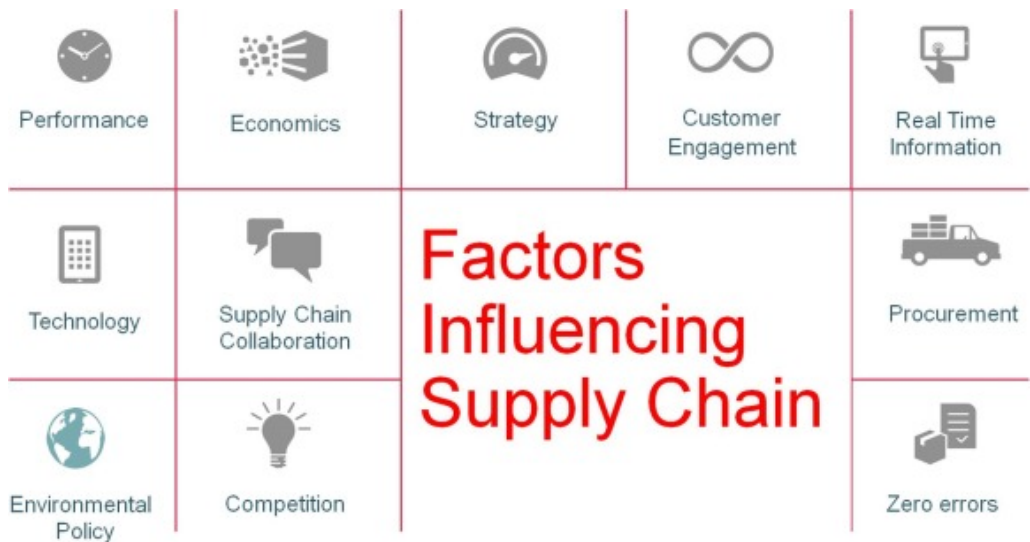 Performance
Economics
Strategy
Customer
Engagement
Real Time
Information
Technology
Supply Chain
Collaboration
Factors
Influencing
Supply Chain
Procurement
Environmental
Policy
Competition
Zero errors